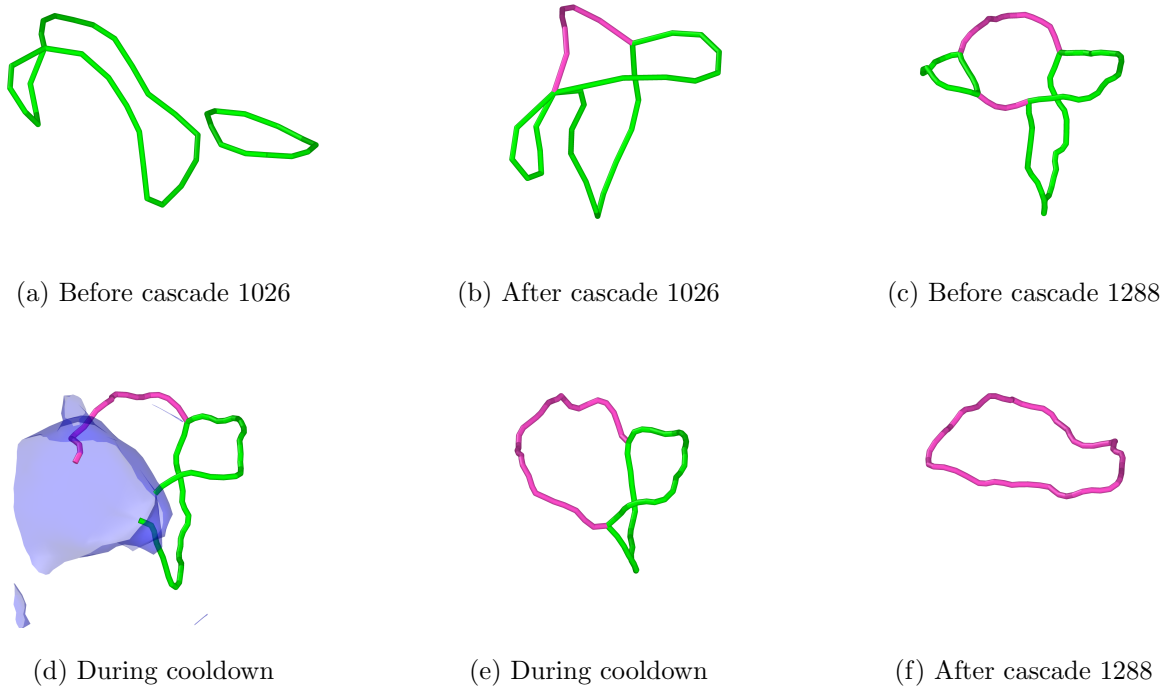 (a) Before cascade 1026
(b) After cascade 1026
(c) Before cascade 1288
(d) During cooldown
(e) During cooldown
(f) After cascade 1288